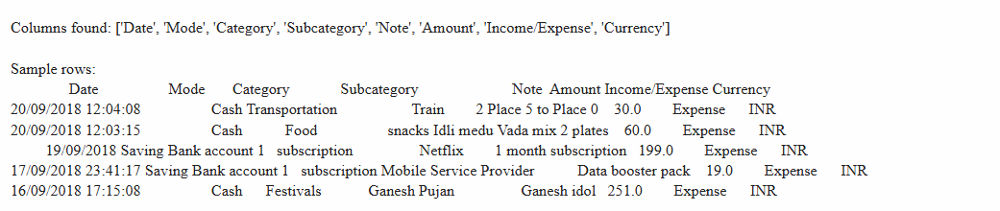 Columns found: ['Date', 'Mode', 'Category', 'Subcategory', 'Note', 'Amount', 'Income/Expense', 'Currency']
Sample rows:
Date Mode Category Subcategory Note Amount Income/Expense Currency
20/09/2018 12:04:08 Cash Transportation Train 2 Place 5 to Place 0 30.0 Expense INR
20/09/2018 12:03:15 Cash Food snacks Idli medu Vada mix 2 plates 60.0 Expense INR
19/09/2018 Saving Bank account 1 subscription Netflix 1 month subscription 199.0 Expense INR
17/09/2018 23:41:17 Saving Bank account 1 subscription Mobile Service Provider Data booster pack 19.0 Expense INR
16/09/2018 17:15:08 Cash Festivals Ganesh Pujan Ganesh idol 251.0 Expense INR